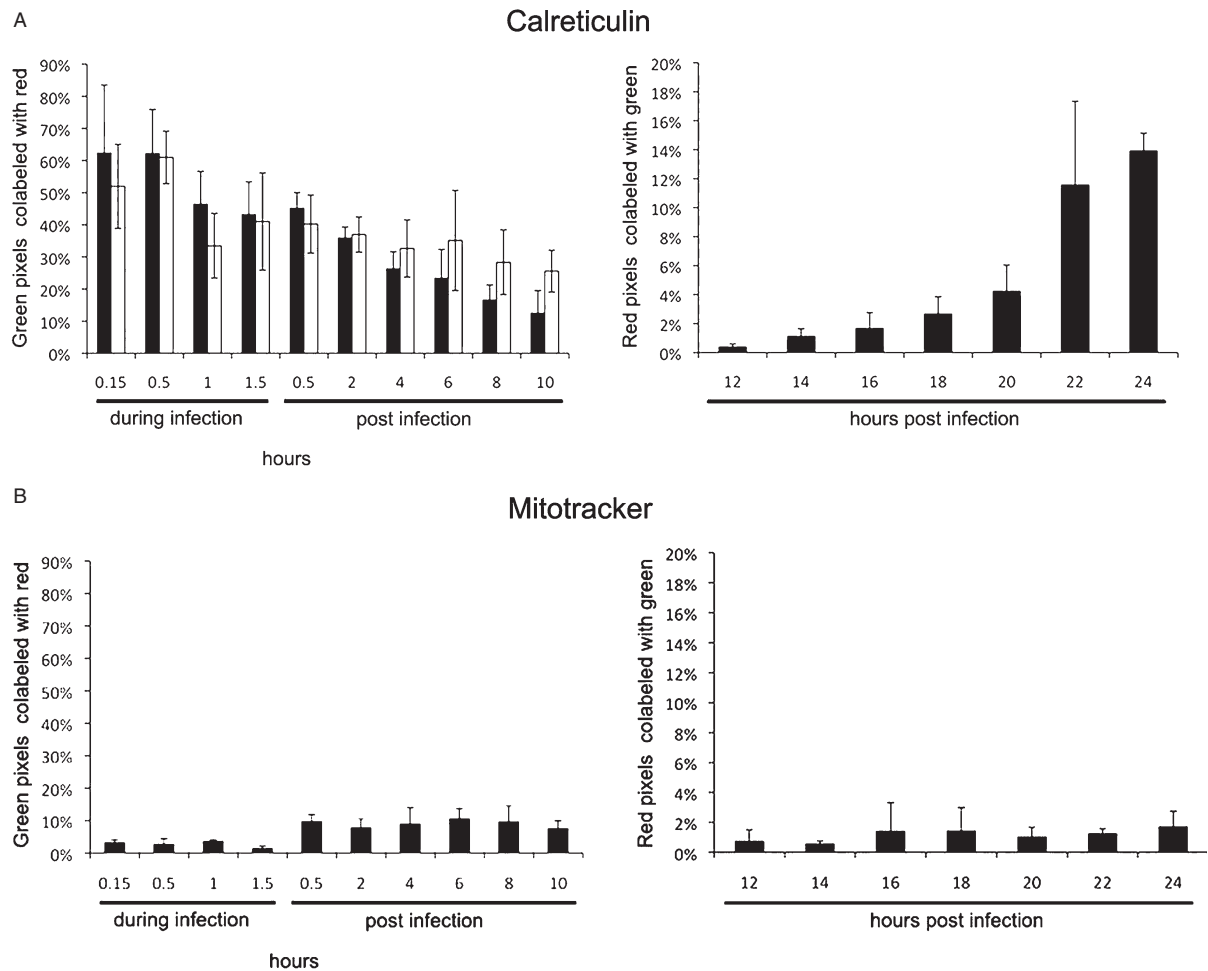 A
Calreticulin
Green pixels colabeled with red
90%
80%
70%
60%
50%
40%
30%
20%
10%
0%
0.15 0.5 1 1.5 0.5 2 4 6 8 10
during infection post infection
hours
Red pixels colabeled with green
20%
18%
16%
14%
12%
10%
8%
6%
4%
2%
0%
12 14 16 18 20 22 24
hours post infection
B
Mitotracker
Green pixels colabeled with red
90%
80%
70%
60%
50%
40%
30%
20%
10%
0%
0.15 0.5 1 1.5 0.5 2 4 6 8 10
during infection post infection
hours
Red pixels colabeled with green
20%
18%
16%
14%
12%
10%
8%
6%
4%
2%
0%
12 14 16 18 20 22 24
hours post infection